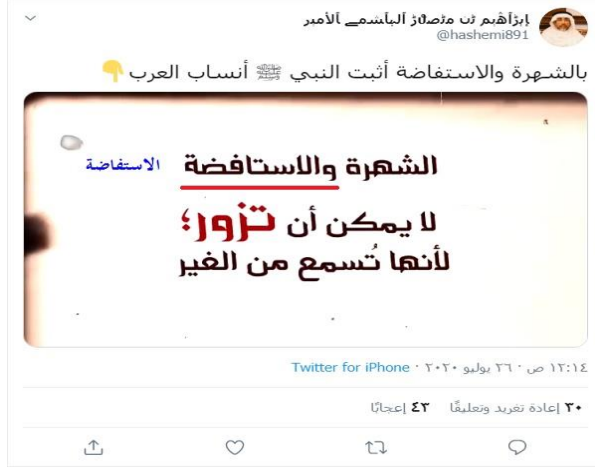 إبراهيم بن منصور الهاشمي الأمير
@hashemi891
بالشهرة والاستفاضة أثبت النبي ﷺ أنساب العرب👇
الشهرة والاستافضة الاستفاضة
لا يمكن أن تزور؛
لأنها تُسمع من الغير
١٢:١٤ ص · ٢٦ يوليو ٢٠٢٠ · Twitter for iPhone
٣٠ إعادة تغريد وتعليقًا ٤٣ إعجابًا